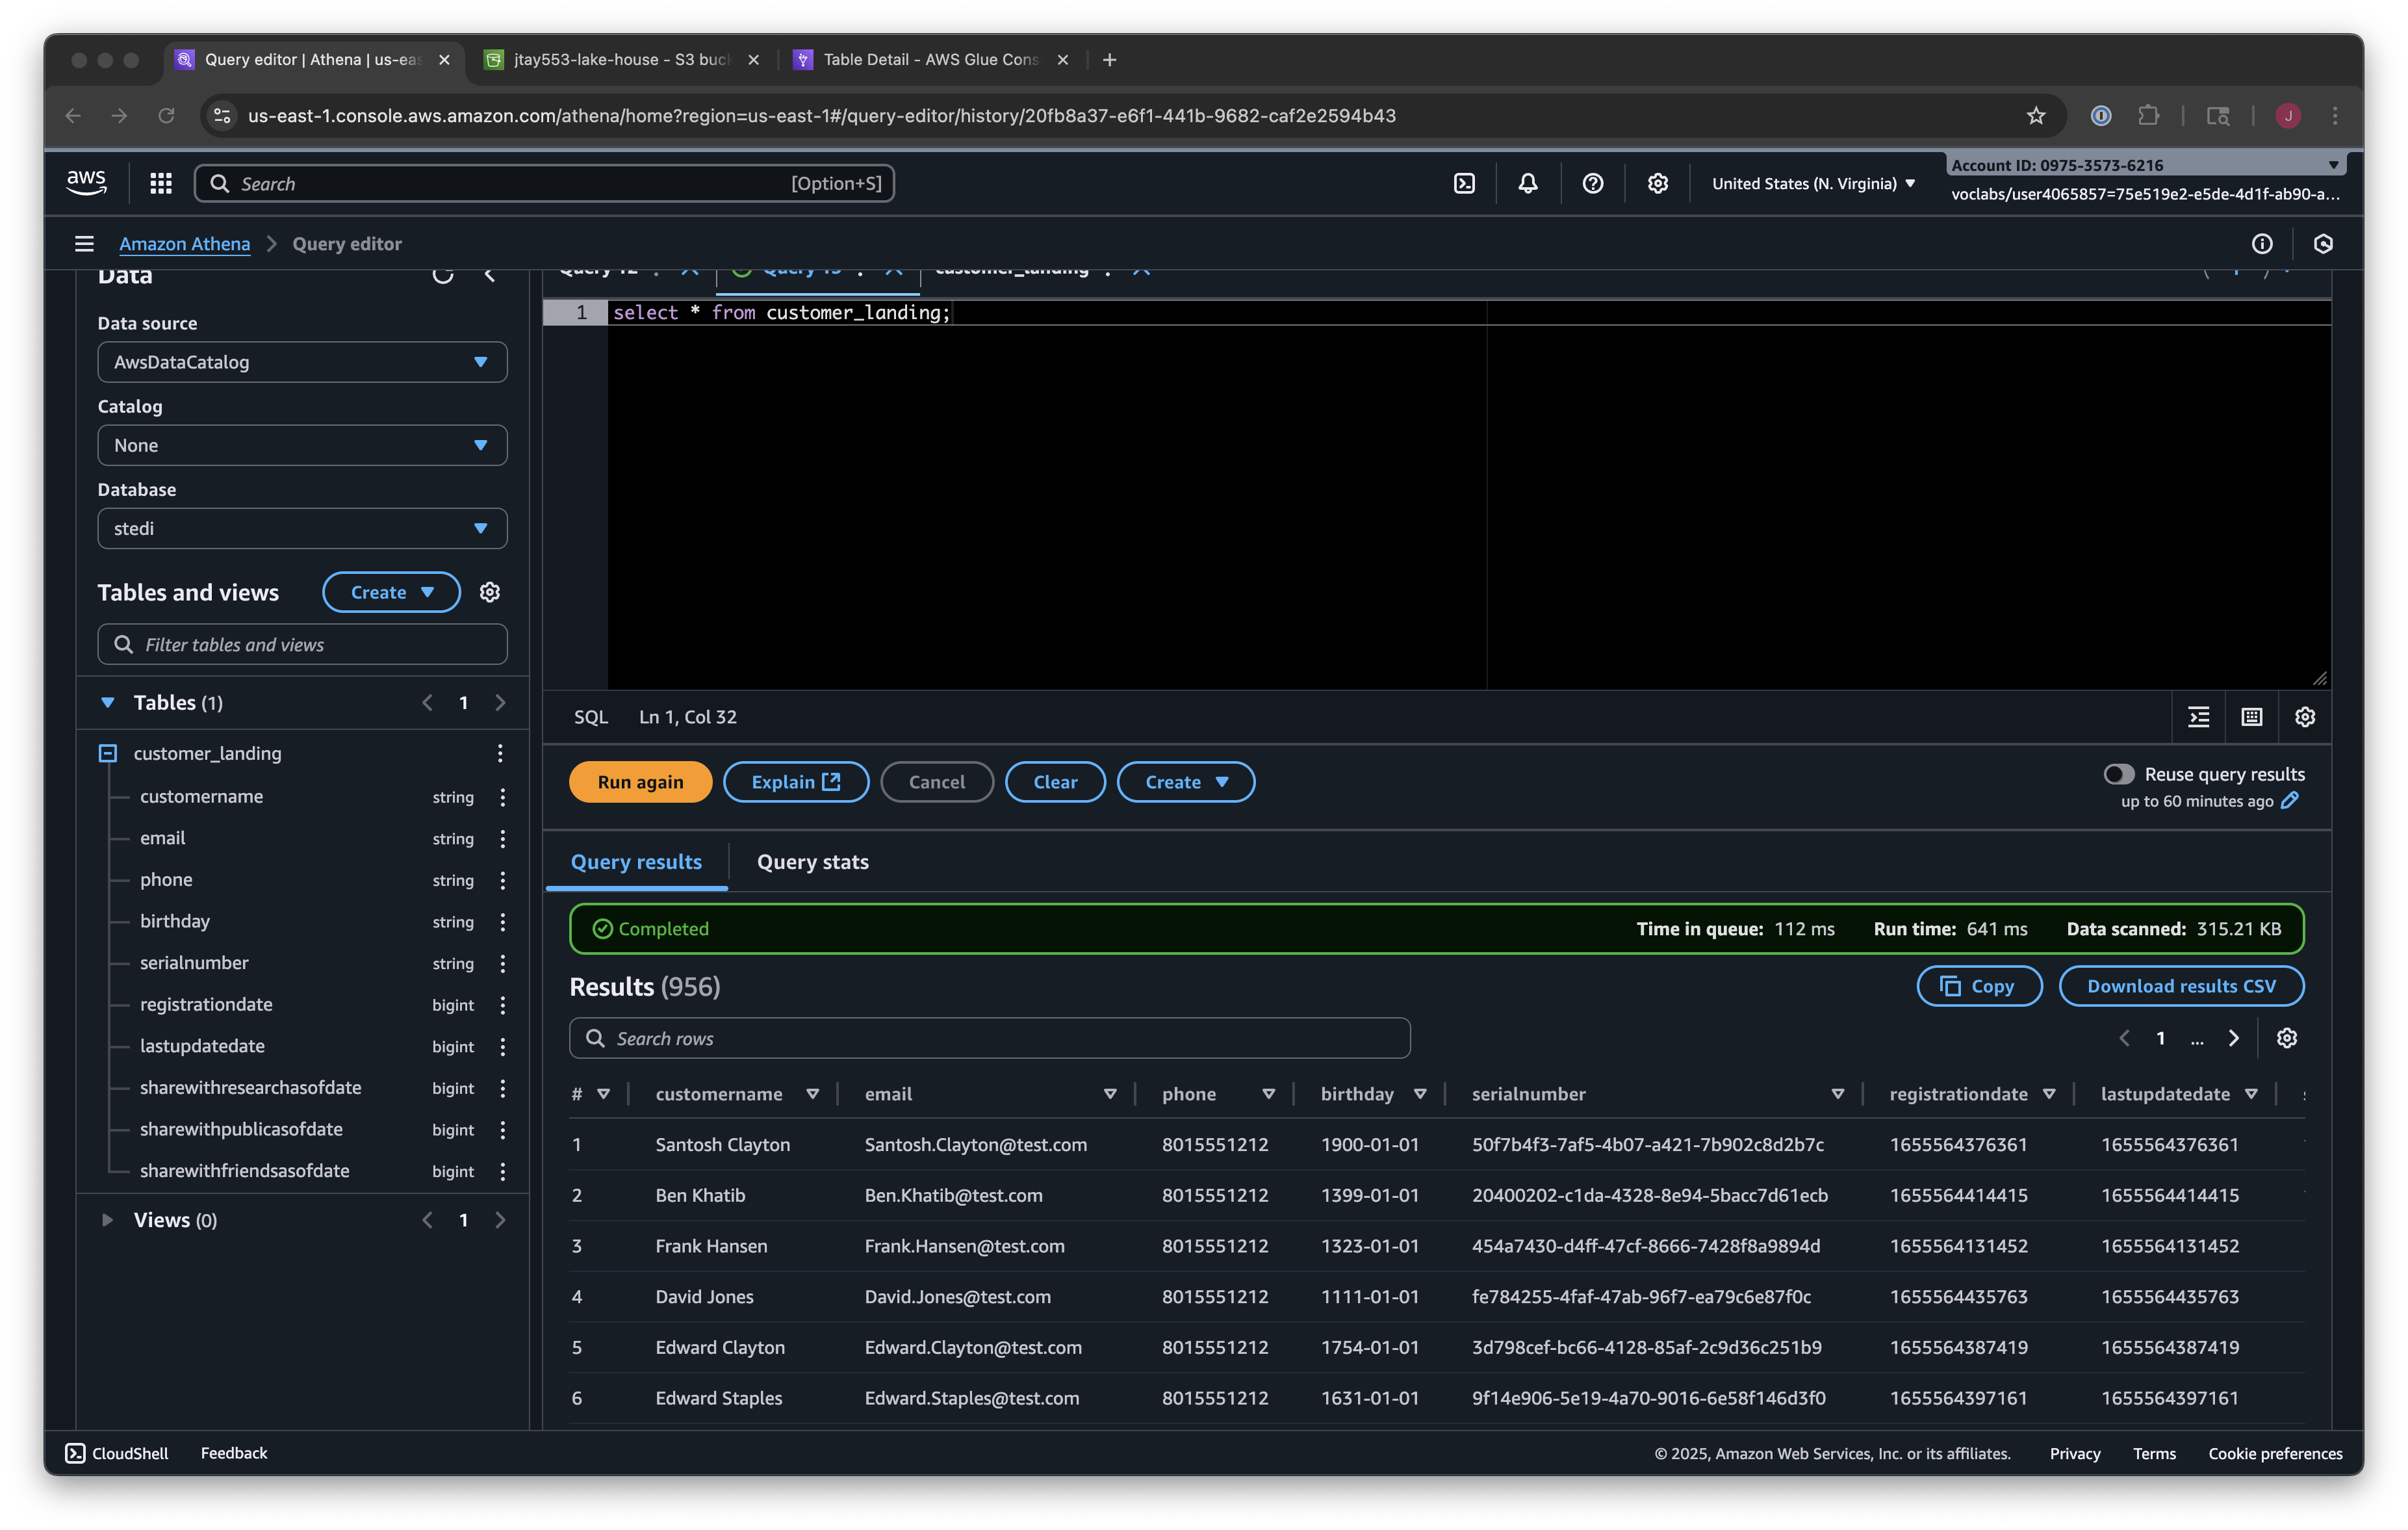 Query editor | Athena | us-eas
jtay553-lake-house - S3 buc
Table Detail - AWS Glue Cons
us-east-1.console.aws.amazon.com/athena/home?region=us-east-1#/query-editor/history/20fb8a37-e6f1-441b-9682-caf2e2594b43
J
aws
Search
[Option+S]
United States (N. Virginia)
Account ID: 0975-3573-6216
voclabs/user4065857=75e519e2-e5de-4d1f-ab90-a...
Amazon Athena
Query editor
Data
Data source
AwsDataCatalog
Catalog
None
Database
stedi
Tables and views
Create
Filter tables and views
Tables (1)
1
customer_landing
customername string
email string
phone string
birthday string
serialnumber string
registrationdate bigint
lastupdatedate bigint
sharewithresearchasofdate bigint
sharewithpublicasofdate bigint
sharewithfriendsasofdate bigint
Views (0)
1
Query 12
Query 13
customer_landing
1 select * from customer_landing;
SQL Ln 1, Col 32
Run again
Explain
Cancel
Clear
Create
Reuse query results
up to 60 minutes ago
Query results
Query stats
Completed
Time in queue: 112 ms Run time: 641 ms Data scanned: 315.21 KB
Results (956)
Copy
Download results CSV
Search rows
1 ...
# customername email phone birthday serialnumber registrationdate lastupdatedate
1 Santosh Clayton Santosh.Clayton@test.com 8015551212 1900-01-01 50f7b4f3-7af5-4b07-a421-7b902c8d2b7c 1655564376361 1655564376361
2 Ben Khatib Ben.Khatib@test.com 8015551212 1399-01-01 20400202-c1da-4328-8e94-5bacc7d61ecb 1655564414415 1655564414415
3 Frank Hansen Frank.Hansen@test.com 8015551212 1323-01-01 454a7430-d4ff-47cf-8666-7428f8a9894d 1655564131452 1655564131452
4 David Jones David.Jones@test.com 8015551212 1111-01-01 fe784255-4faf-47ab-96f7-ea79c6e87f0c 1655564435763 1655564435763
5 Edward Clayton Edward.Clayton@test.com 8015551212 1754-01-01 3d798cef-bc66-4128-85af-2c9d36c251b9 1655564387419 1655564387419
6 Edward Staples Edward.Staples@test.com 8015551212 1631-01-01 9f14e906-5e19-4a70-9016-6e58f146d3f0 1655564397161 1655564397161
CloudShell
Feedback
© 2025, Amazon Web Services, Inc. or its affiliates.
Privacy
Terms
Cookie preferences